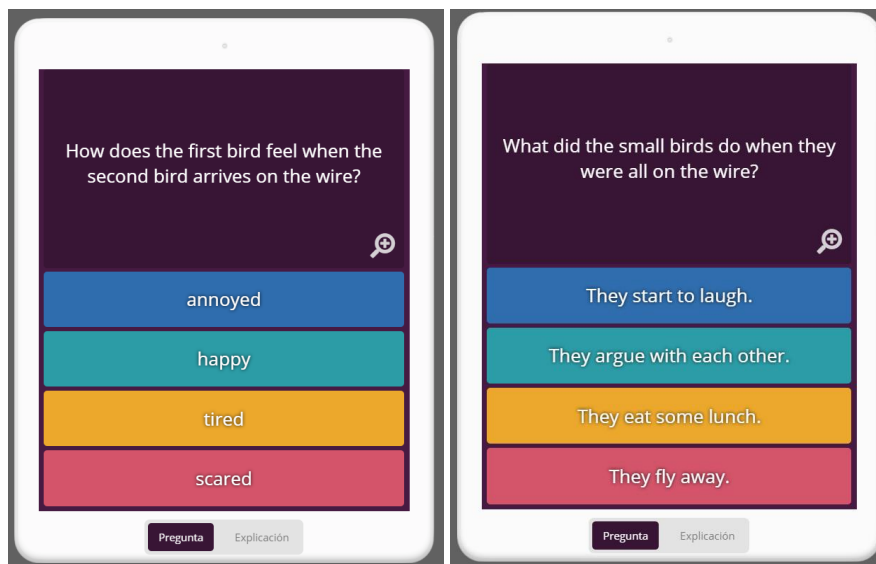 How does the first bird feel when the
second bird arrives on the wire?
annoyed
happy
tired
scared
Pregunta
Explicación
What did the small birds do when they
were all on the wire?
They start to laugh.
They argue with each other.
They eat some lunch.
They fly away.
Pregunta
Explicación